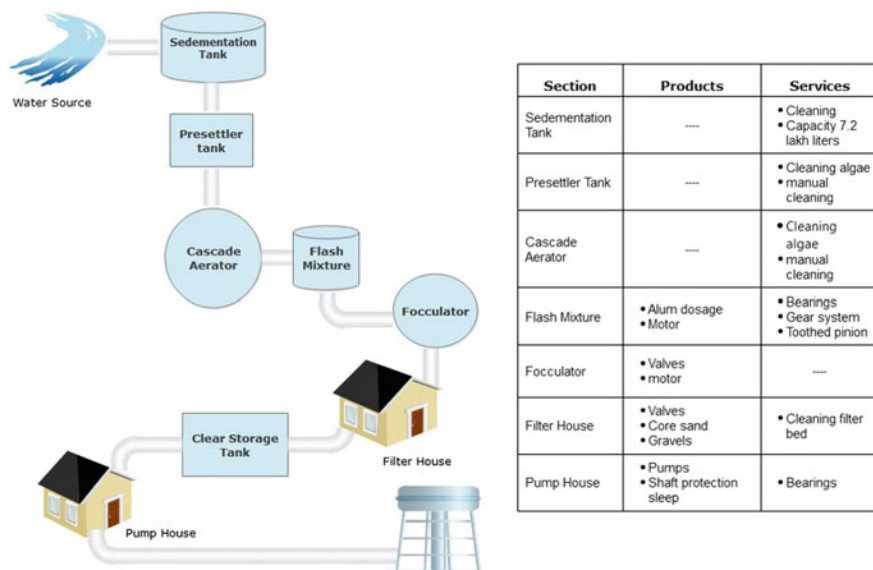 Sedementation
Tank
Water Source
Presettler
tank
Cascade
Aerator
Flash
Mixture
Focculator
Filter House
Clear Storage
Tank
Pump House
Section Products Services
Sedementation
Tank
----
• Cleaning
• Capacity 7.2
lakh liters
Presettler Tank
----
• Cleaning algae
• manual
cleaning
Cascade
Aerator
----
• Cleaning
algae
• manual
cleaning
Flash Mixture
• Alum dosage
• Motor
• Bearings
• Gear system
• Toothed pinion
Focculator
• Valves
• motor
----
Filter House
• Valves
• Core sand
• Gravels
• Cleaning filter
bed
Pump House
• Pumps
• Shaft protection
sleep
• Bearings